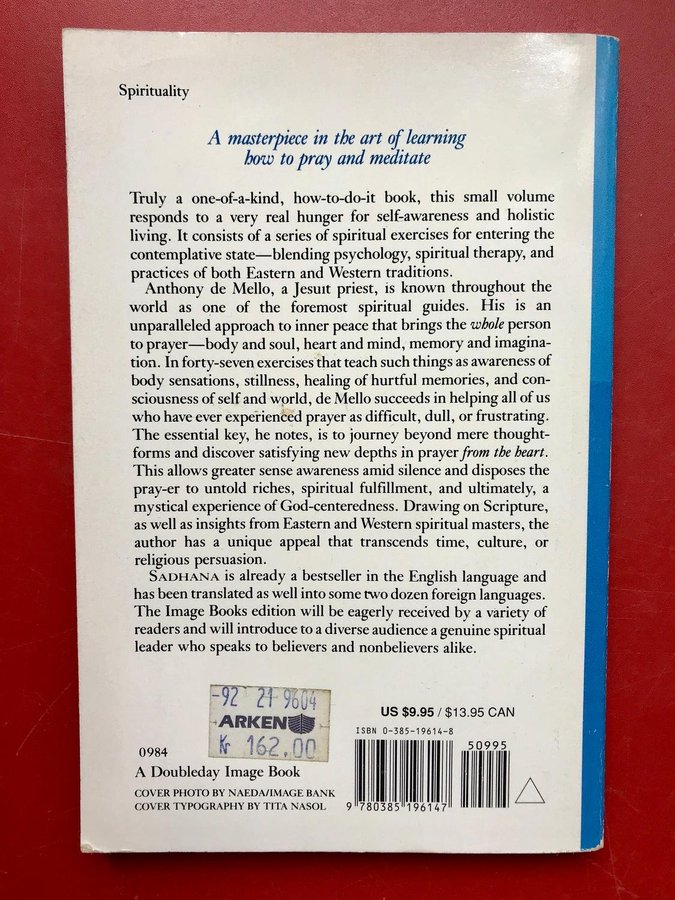 Spirituality
A masterpiece in the art of learning
how to pray and meditate
Truly a one-of-a-kind, how-to-do-it book, this small volume
responds to a very real hunger for self-awareness and holistic
living. It consists of a series of spiritual exercises for entering the
contemplative state—blending psychology, spiritual therapy, and
practices of both Eastern and Western traditions.
Anthony de Mello, a Jesuit priest, is known throughout the
world as one of the foremost spiritual guides. His is an
unparalleled approach to inner peace that brings the whole person
to prayer—body and soul, heart and mind, memory and imagina-
tion. In forty-seven exercises that teach such things as awareness of
body sensations, stillness, healing of hurtful memories, and con-
sciousness of self and world, de Mello succeeds in helping all of us
who have ever experienced prayer as difficult, dull, or frustrating.
The essential key, he notes, is to journey beyond mere thought-
forms and discover satisfying new depths in prayer from the heart.
This allows greater sense awareness amid silence and disposes the
pray-er to untold riches, spiritual fulfillment, and ultimately, a
mystical experience of God-centeredness. Drawing on Scripture,
as well as insights from Eastern and Western spiritual masters, the
author has a unique appeal that transcends time, culture, or
religious persuasion.
SADHANA is already a bestseller in the English language and
has been translated as well into some two dozen foreign languages.
The Image Books edition will be eagerly received by a variety of
readers and will introduce to a diverse audience a genuine spiritual
leader who speaks to believers and nonbelievers alike.
-92 21 9604
ARKEN
Kr 162.00
US $9.95 / $13.95 CAN
ISBN 0-385-19614-8
50995
9 780385 196147
0984
A Doubleday Image Book
COVER PHOTO BY NAEDA/IMAGE BANK
COVER TYPOGRAPHY BY TITA NASOL